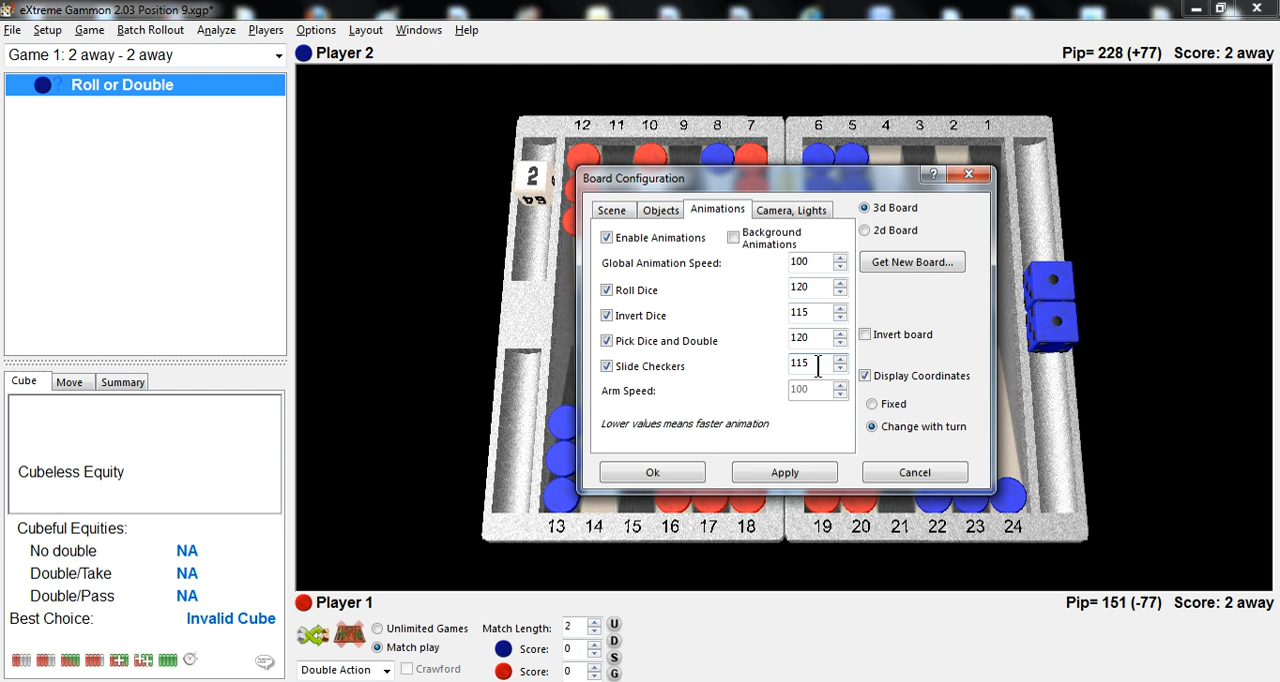 eXtreme Gammon 2.03 Position 9.xgp*
File Setup Game Batch Rollout Analyze Players Options Layout Windows Help
Game 1: 2 away - 2 away
Player 2 Pip= 228 (+77) Score: 2 away
? Roll or Double
12 11 10 9 8 7 6 5 4 3 2 1
2
64
Board Configuration
Scene Objects Animations Camera, Lights
3d Board
2d Board
Get New Board...
Enable Animations
Background Animations
Global Animation Speed: 100
Roll Dice 120
Invert Dice 115
Invert board
Pick Dice and Double 120
Slide Checkers 115
Display Coordinates
Arm Speed: 100
Fixed
Lower values means faster animation
Change with turn
Ok Apply Cancel
Cube Move Summary
Cubeless Equity
Cubeful Equities:
No double NA
Double/Take NA
Double/Pass NA
Best Choice: Invalid Cube
13 14 15 16 17 18 19 20 21 22 23 24
Player 1 Pip= 151 (-77) Score: 2 away
Unlimited Games Match Length: 2 U
Match play Score: 0 D
S
Double Action Crawford Score: 0 G